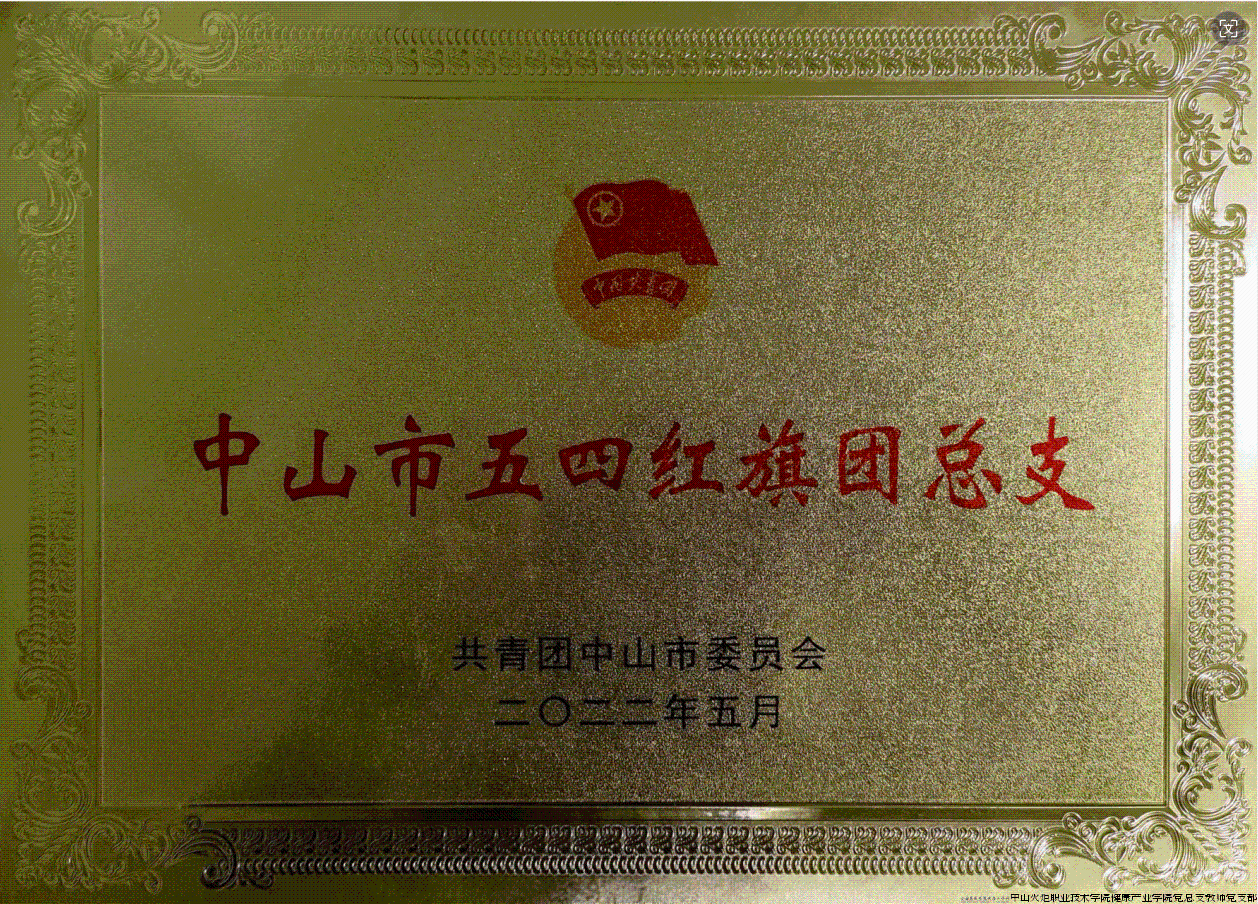 中国共青团
中山市五四红旗团总支
共青团中山市委员会
二〇二二年五月
中山火炬职业技术学院健康产业学院党总支教师党支部